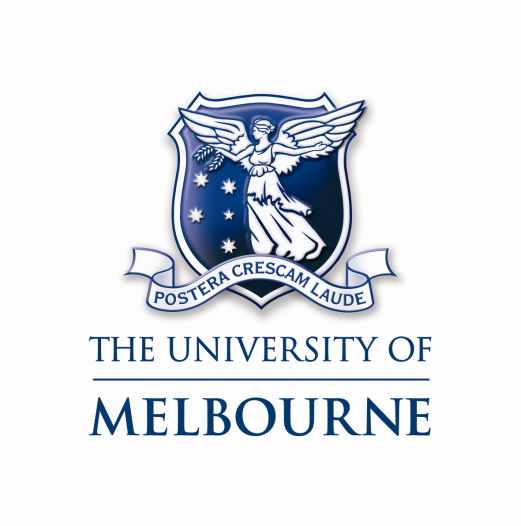 POSTERA CRESCAM LAUDE
THE UNIVERSITY OF
MELBOURNE